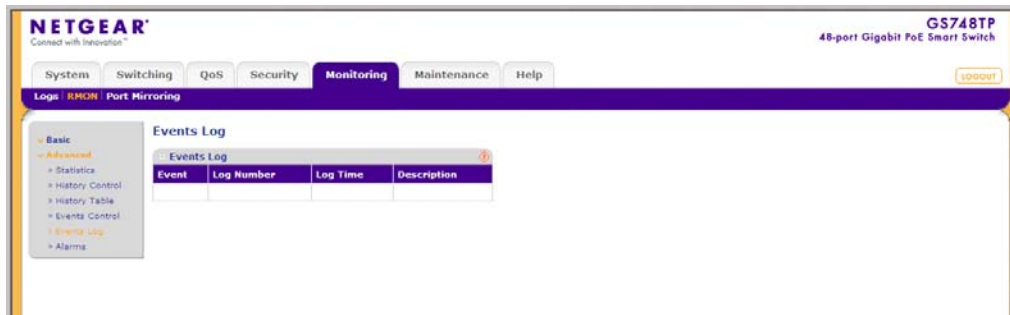 NETGEAR
Connect with Innovation™
GS748TP
48-port Gigabit PoE Smart Switch
System Switching QoS Security Monitoring Maintenance Help
LOGOUT
Logs RMON Port Mirroring
Basic
Advanced
Statistics
History Control
History Table
Events Control
Events Log
Alarms
Events Log
Events Log
Event Log Number Log Time Description